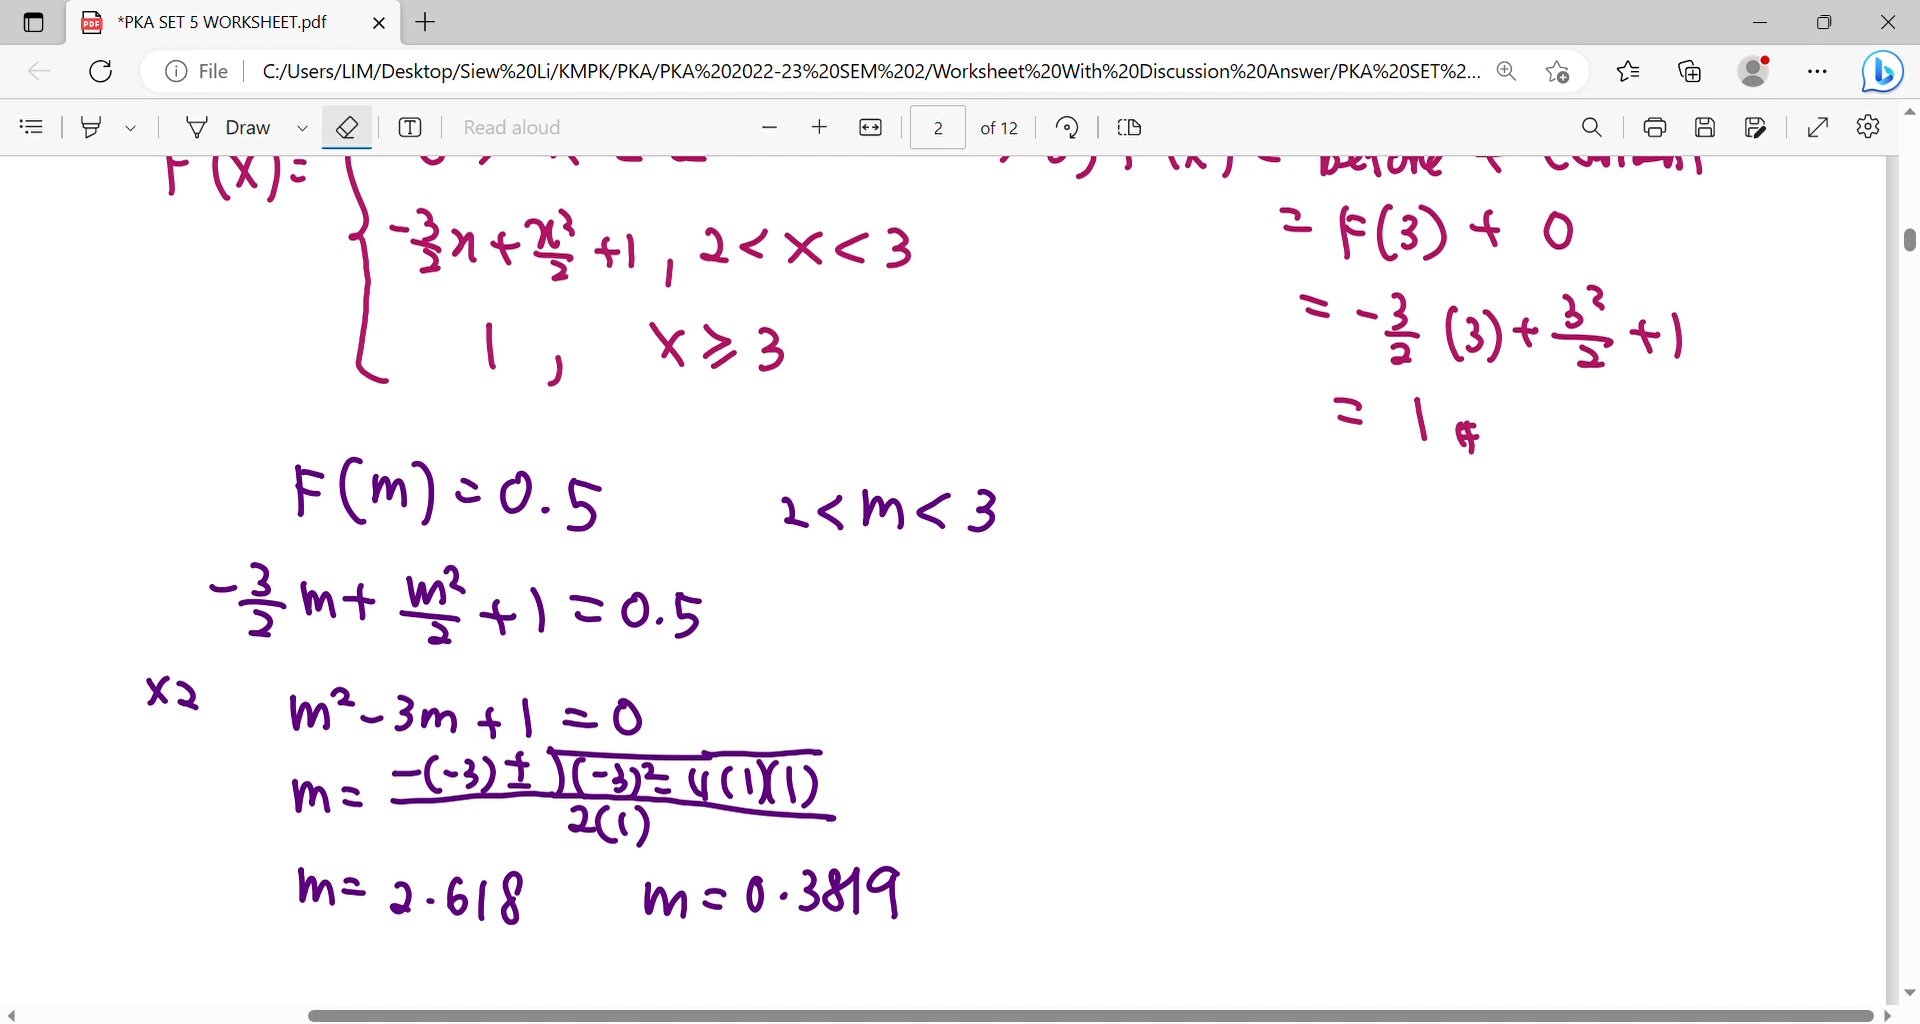 *PKA SET 5 WORKSHEET.pdf
File C:/Users/LIM/Desktop/Siew%20Li/KMPK/PKA/PKA%202022-23%20SEM%202/Worksheet%20With%20Discussion%20Answer/PKA%20SET%2...
Draw Read aloud 2 of 12
F(x)=
-3/2 x + x²/2 + 1, 2 < x < 3
1, x ≥ 3
= F(3) + 0
= -3/2 (3) + 3²/2 + 1
= 1
F(m) = 0.5 2 < m < 3
-3/2 m + m²/2 + 1 = 0.5
x2 m² - 3m + 1 = 0
m = -(-3) ± √(-3)² - 4(1)(1) / 2(1)
m = 2.618 m = 0.3819